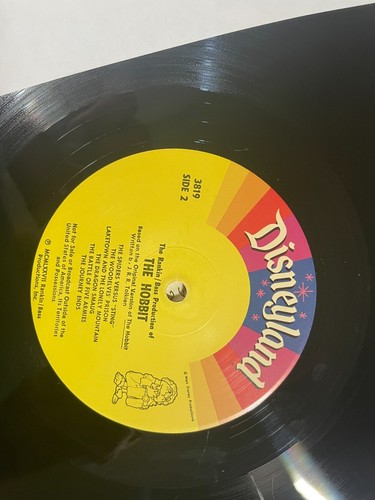 Disneyland
3819
SIDE 2
The Rankin/Bass Production of
THE HOBBIT
Based on the Original Version of The Hobbit
Written by J.R.R. Tolkien
THE SPIDERS VERSUS "STING"
THE WOODELVES' PRISON
LAKETOWN AND THE LONELY MOUNTAIN
THE DRAGON SMAUG
THE BATTLE OF FIVE ARMIES
THE JOURNEY ENDS
Not for Sale or Broadcast Outside of the
United States of America, Its Territories
and Possessions.
Ⓟ MCMLXXVII Rankin/Bass
Productions, Inc.
© Walt Disney Productions